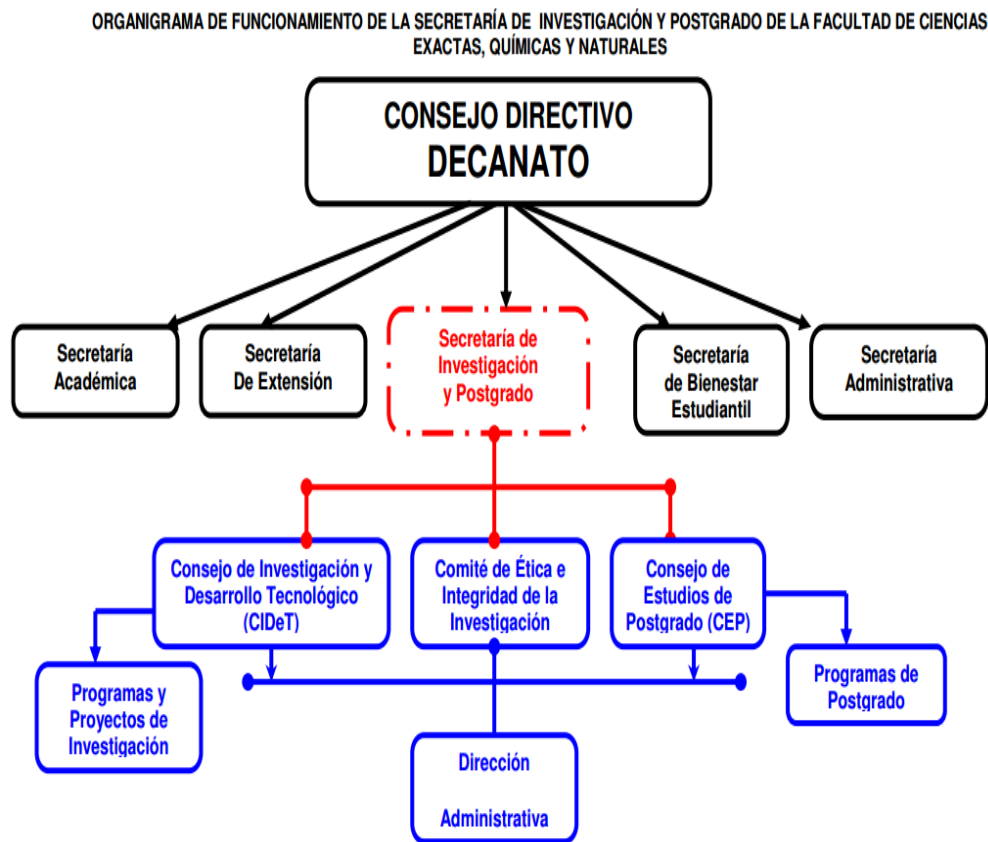 ORGANIGRAMA DE FUNCIONAMIENTO DE LA SECRETARÍA DE INVESTIGACIÓN Y POSTGRADO DE LA FACULTAD DE CIENCIAS
EXACTAS, QUÍMICAS Y NATURALES
CONSEJO DIRECTIVO
DECANATO
Secretaría
Académica
Secretaría
De Extensión
Secretaría de
Investigación
y Postgrado
Secretaría
de Bienestar
Estudiantil
Secretaría
Administrativa
Consejo de Investigación y
Desarrollo Tecnológico
(CIDeT)
Comité de Ética e
Integridad de la
Investigación
Consejo de
Estudios de
Postgrado (CEP)
Programas y
Proyectos de
Investigación
Programas de
Postgrado
Dirección
Administrativa